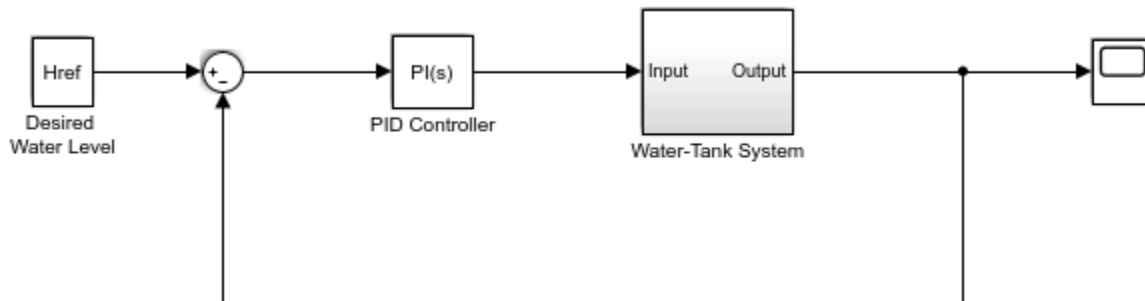 Href
Desired
Water Level
+
−
PI(s)
PID Controller
Input
Output
Water-Tank System